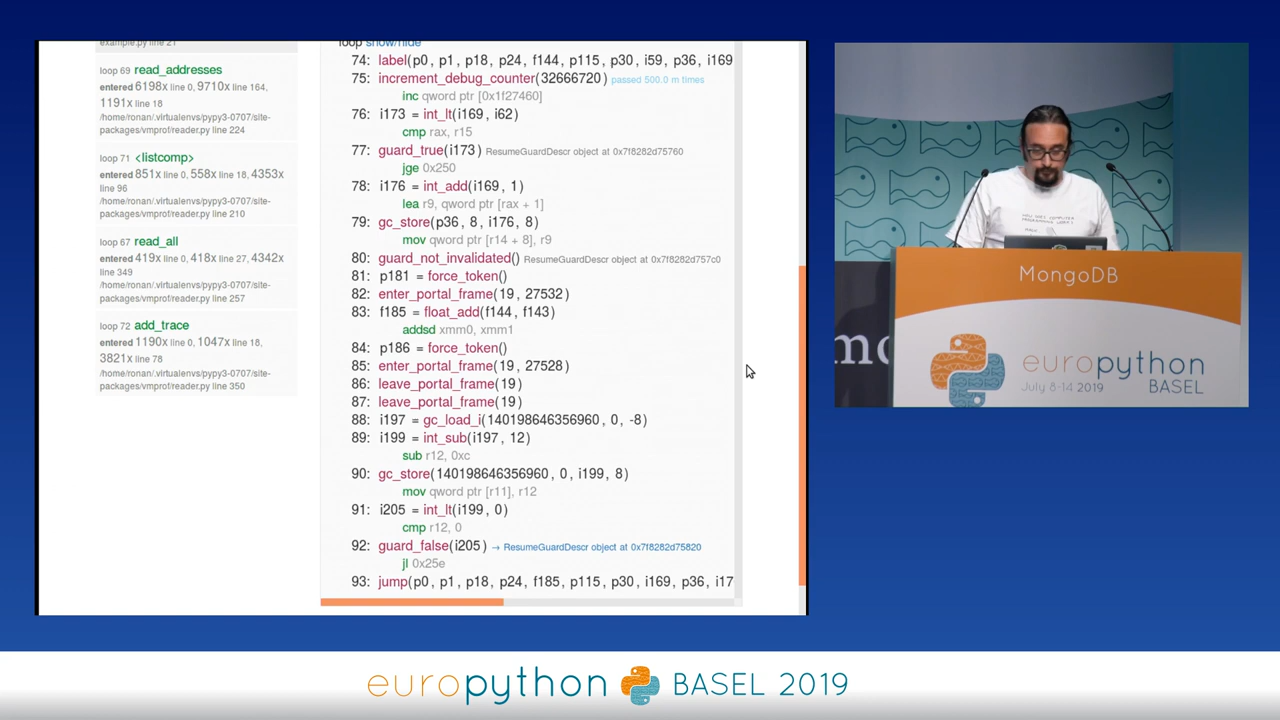 example.py line 21
loop 69 read_addresses
entered 6198x line 0, 9710x line 164,
1191x line 18
/home/ronan/.virtualenvs/pypy3-0707/site-
packages/vmprof/reader.py line 224
loop 71 <listcomp>
entered 851x line 0, 558x line 18, 4353x
line 96
/home/ronan/.virtualenvs/pypy3-0707/site-
packages/vmprof/reader.py line 210
loop 67 read_all
entered 419x line 0, 418x line 27, 4342x
line 349
/home/ronan/.virtualenvs/pypy3-0707/site-
packages/vmprof/reader.py line 257
loop 72 add_trace
entered 1190x line 0, 1047x line 18,
3821x line 78
/home/ronan/.virtualenvs/pypy3-0707/site-
packages/vmprof/reader.py line 350
loop show/hide
74: label(p0, p1, p18, p24, f144, p115, p30, i59, p36, i169
75: increment_debug_counter(32666720) passed 500.0 m times
inc qword ptr [0x1f27460]
76: i173 = int_lt(i169, i62)
cmp rax, r15
77: guard_true(i173) ResumeGuardDescr object at 0x7f8282d75760
jge 0x250
78: i176 = int_add(i169, 1)
lea r9, qword ptr [rax + 1]
79: gc_store(p36, 8, i176, 8)
mov qword ptr [r14 + 8], r9
80: guard_not_invalidated() ResumeGuardDescr object at 0x7f8282d757c0
81: p181 = force_token()
82: enter_portal_frame(19, 27532)
83: f185 = float_add(f144, f143)
addsd xmm0, xmm1
84: p186 = force_token()
85: enter_portal_frame(19, 27528)
86: leave_portal_frame(19)
87: leave_portal_frame(19)
88: i197 = gc_load_i(140198646356960, 0, -8)
89: i199 = int_sub(i197, 12)
sub r12, 0xc
90: gc_store(140198646356960, 0, i199, 8)
mov qword ptr [r11], r12
91: i205 = int_lt(i199, 0)
cmp r12, 0
92: guard_false(i205) → ResumeGuardDescr object at 0x7f8282d75820
jl 0x25e
93: jump(p0, p1, p18, p24, f185, p115, p30, i169, p36, i17
MongoDB
europython
July 8-14 2019 BASEL
europython BASEL 2019